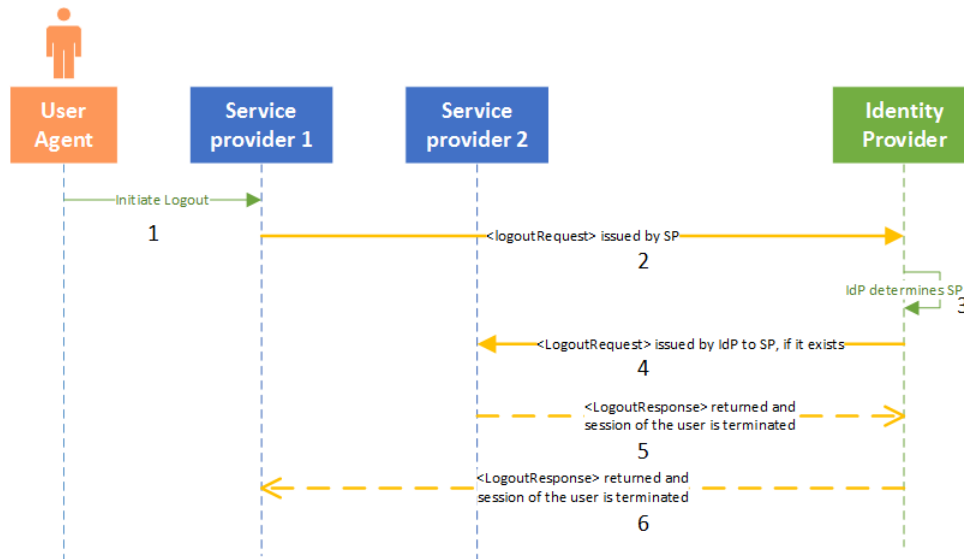 User
Agent
Service
provider 1
Service
provider 2
Identity
Provider
Initiate Logout
1
<logoutRequest> issued by SP
2
IdP determines SP
3
<LogoutRequest> issued by IdP to SP, if it exists
4
<LogoutResponse> returned and
session of the user is terminated
5
<LogoutResponse> returned and
session of the user is terminated
6